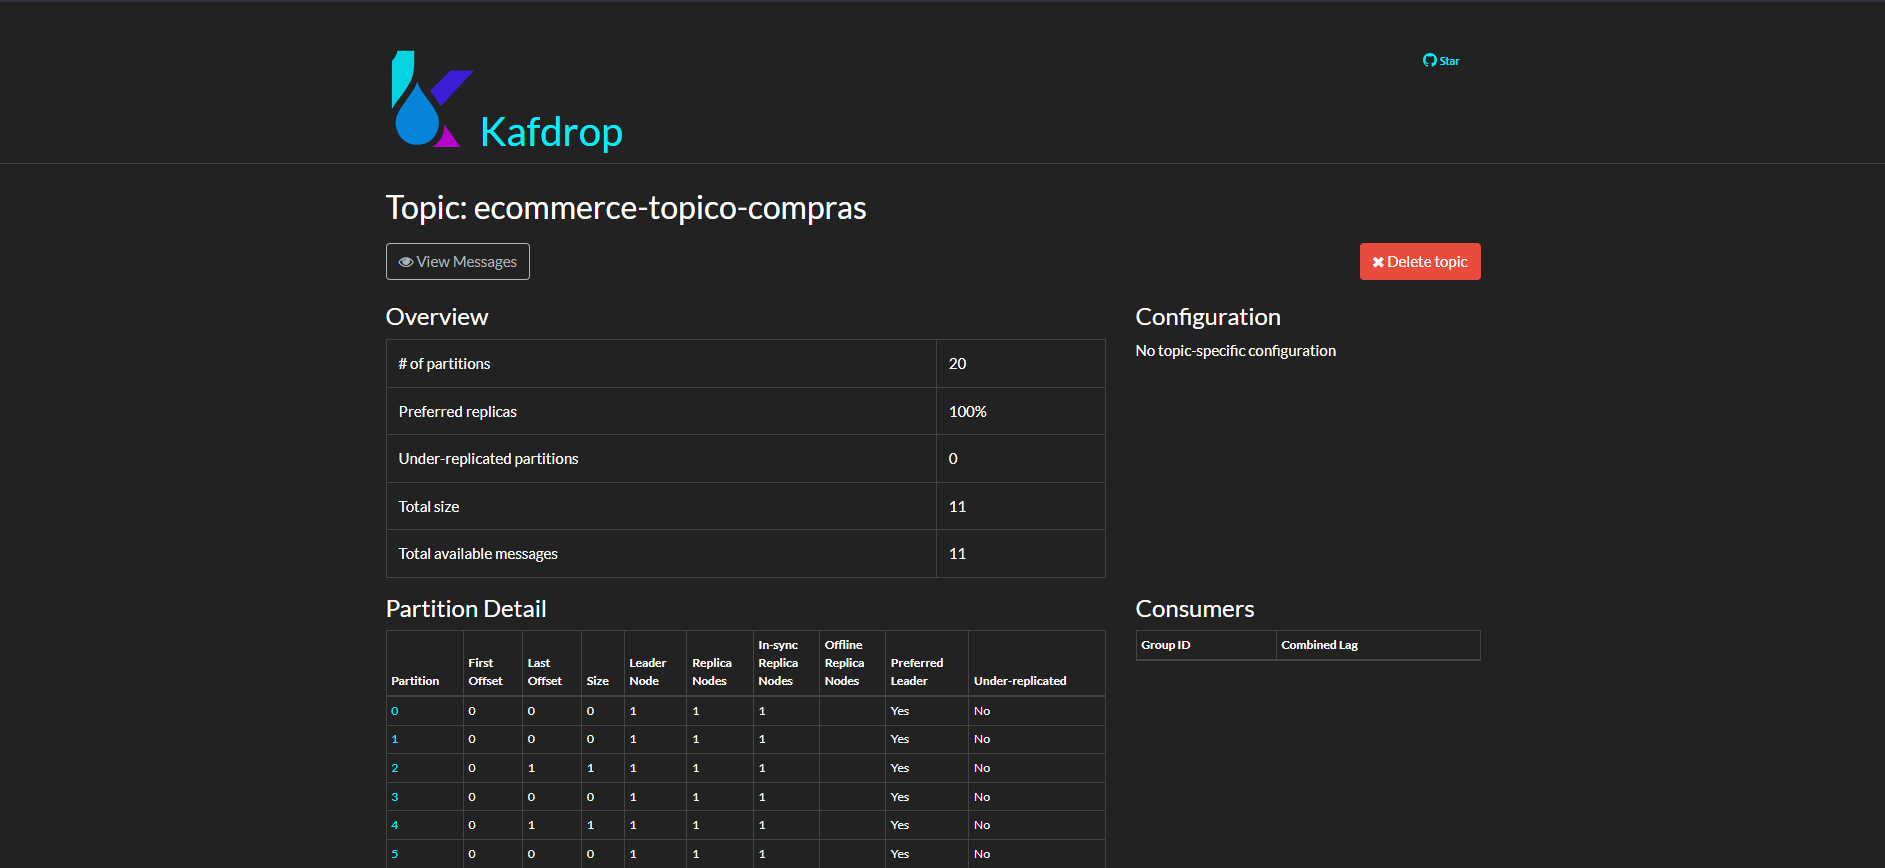 Star
Kafdrop
Topic: ecommerce-topico-compras
View Messages
Delete topic
Overview
# of partitions 20
Preferred replicas 100%
Under-replicated partitions 0
Total size 11
Total available messages 11
Configuration
No topic-specific configuration
Partition Detail
Partition First Offset Last Offset Size Leader Node Replica Nodes In-sync Replica Nodes Offline Replica Nodes Preferred Leader Under-replicated
0 0 0 0 1 1 1 Yes No
1 0 0 0 1 1 1 Yes No
2 0 1 1 1 1 1 Yes No
3 0 0 0 1 1 1 Yes No
4 0 1 1 1 1 1 Yes No
5 0 0 0 1 1 1 Yes No
Consumers
Group ID Combined Lag